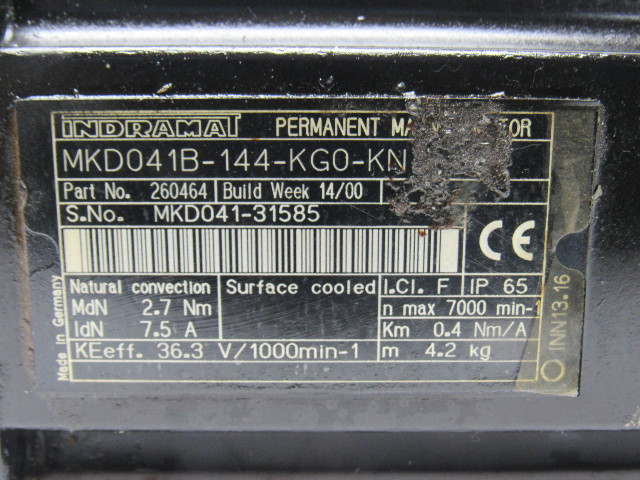 INDRAMAT PERMANENT
MKD041B-144-KG0-KN
Part No. 260464 Build Week 14/00
S.No. MKD041-31585
CE
Natural convection Surface cooled I.Cl. F IP 65
MdN 2.7 Nm n max 7000 min-1
IdN 7.5 A Km 0.4 Nm/A
KEeff. 36.3 V/1000min-1 m 4.2 kg
Made in Germany
INN13.16